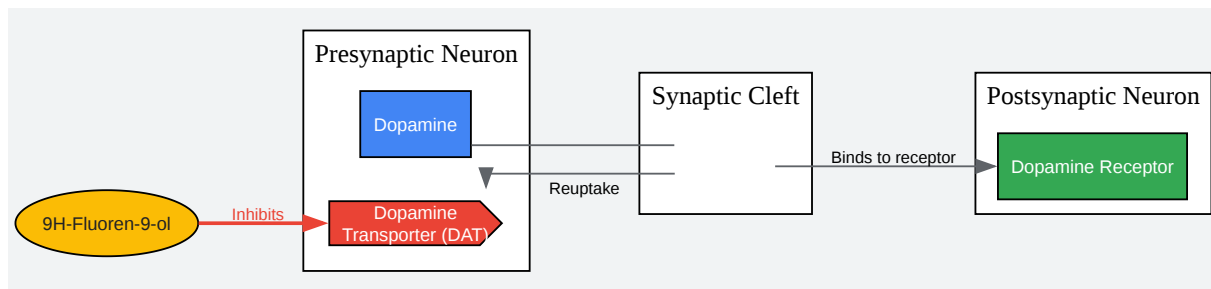 Presynaptic Neuron
Dopamine
Synaptic Cleft
Postsynaptic Neuron
Binds to receptor
Dopamine Receptor
Reuptake
9H-Fluoren-9-ol
Inhibits
Dopamine
Transporter (DAT)